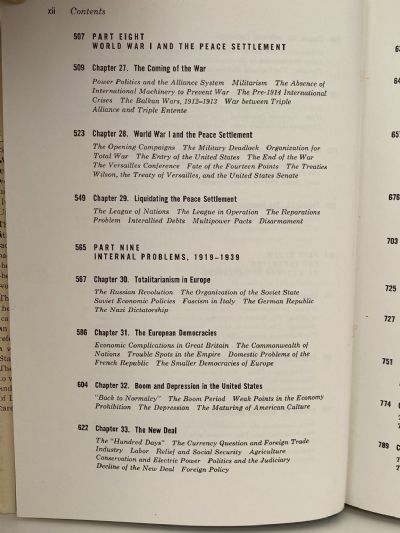 xii Contents
507 PART EIGHT
WORLD WAR I AND THE PEACE SETTLEMENT
509 Chapter 27. The Coming of the War
Power Politics and the Alliance System Militarism The Absence of
International Machinery to Prevent War The Pre-1914 International
Crises The Balkan Wars, 1912–1913 War between Triple
Alliance and Triple Entente
523 Chapter 28. World War I and the Peace Settlement
The Opening Campaigns The Military Deadlock Organization for
Total War The Entry of the United States The End of the War
The Versailles Conference Fate of the Fourteen Points The Treaties
Wilson, the Treaty of Versailles, and the United States Senate
549 Chapter 29. Liquidating the Peace Settlement
The League of Nations The League in Operation The Reparations
Problem Interallied Debts Multipower Pacts Disarmament
565 PART NINE
INTERNAL PROBLEMS, 1919–1939
567 Chapter 30. Totalitarianism in Europe
The Russian Revolution The Organization of the Soviet State
Soviet Economic Policies Fascism in Italy The German Republic
The Nazi Dictatorship
586 Chapter 31. The European Democracies
Economic Complications in Great Britain The Commonwealth of
Nations Trouble Spots in the Empire Domestic Problems of the
French Republic The Smaller Democracies of Europe
604 Chapter 32. Boom and Depression in the United States
"Back to Normalcy" The Boom Period Weak Points in the Economy
Prohibition The Depression The Maturing of American Culture
622 Chapter 33. The New Deal
The "Hundred Days" The Currency Question and Foreign Trade
Industry Labor Relief and Social Security Agriculture
Conservation and Electric Power Politics and the Judiciary
Decline of the New Deal Foreign Policy
676
703
725
727
751
774
789